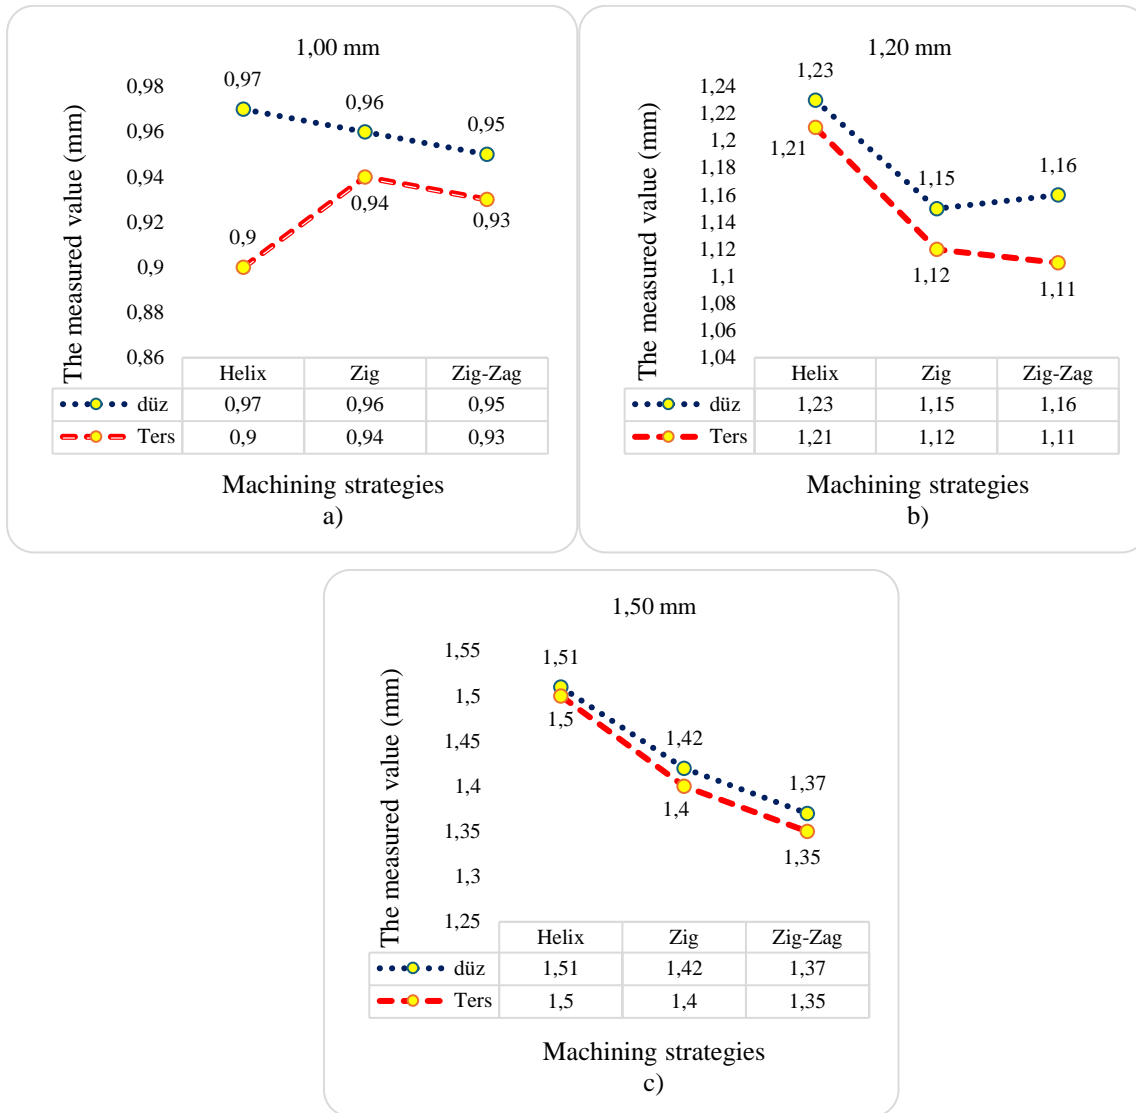 1,00 mm
The measured value (mm)
0,98
0,96
0,94
0,92
0,9
0,88
0,86
0,97
0,96
0,95
0,9
0,94
0,93
Helix Zig Zig-Zag
düz 0,97 0,96 0,95
Ters 0,9 0,94 0,93
Machining strategies
a)
1,20 mm
The measured value (mm)
1,24
1,22
1,2
1,18
1,16
1,14
1,12
1,1
1,08
1,06
1,04
1,23
1,15
1,16
1,21
1,12
1,11
Helix Zig Zig-Zag
düz 1,23 1,15 1,16
Ters 1,21 1,12 1,11
Machining strategies
b)
1,50 mm
The measured value (mm)
1,55
1,5
1,45
1,4
1,35
1,3
1,25
1,51
1,42
1,37
1,5
1,4
1,35
Helix Zig Zig-Zag
düz 1,51 1,42 1,37
Ters 1,5 1,4 1,35
Machining strategies
c)